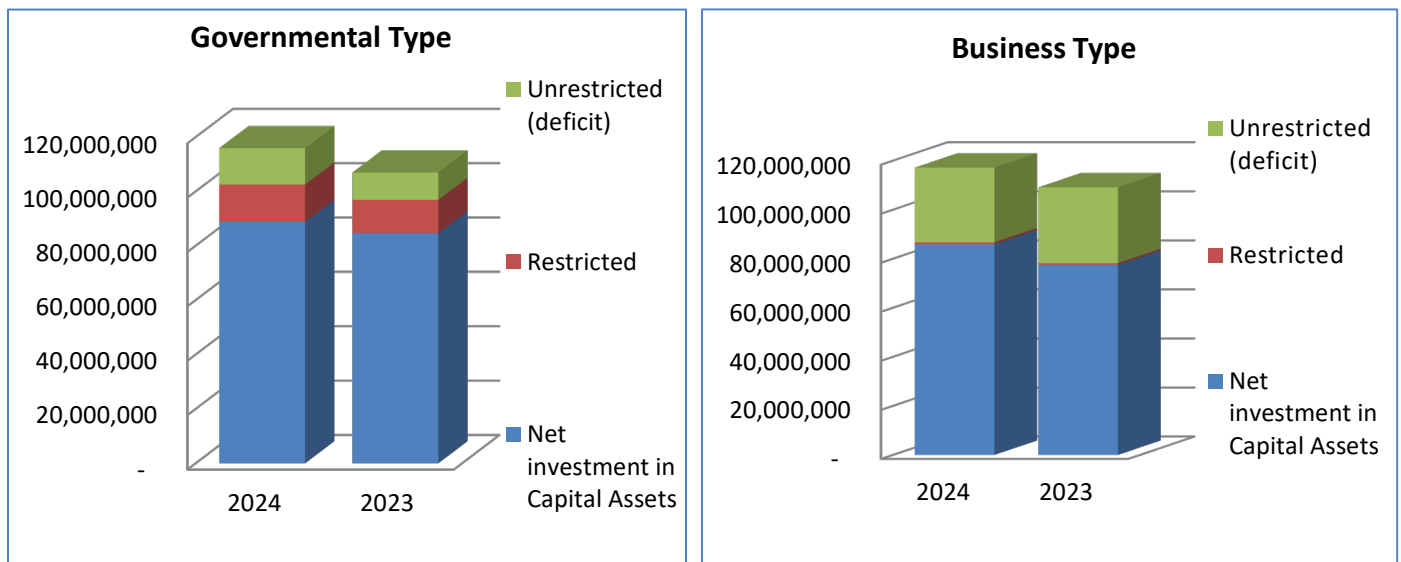 Governmental Type
120,000,000
100,000,000
80,000,000
60,000,000
40,000,000
20,000,000
-
2024
2023
Unrestricted
(deficit)
Restricted
Net
investment in
Capital Assets
Business Type
120,000,000
100,000,000
80,000,000
60,000,000
40,000,000
20,000,000
-
2024
2023
Unrestricted
(deficit)
Restricted
Net
investment in
Capital Assets